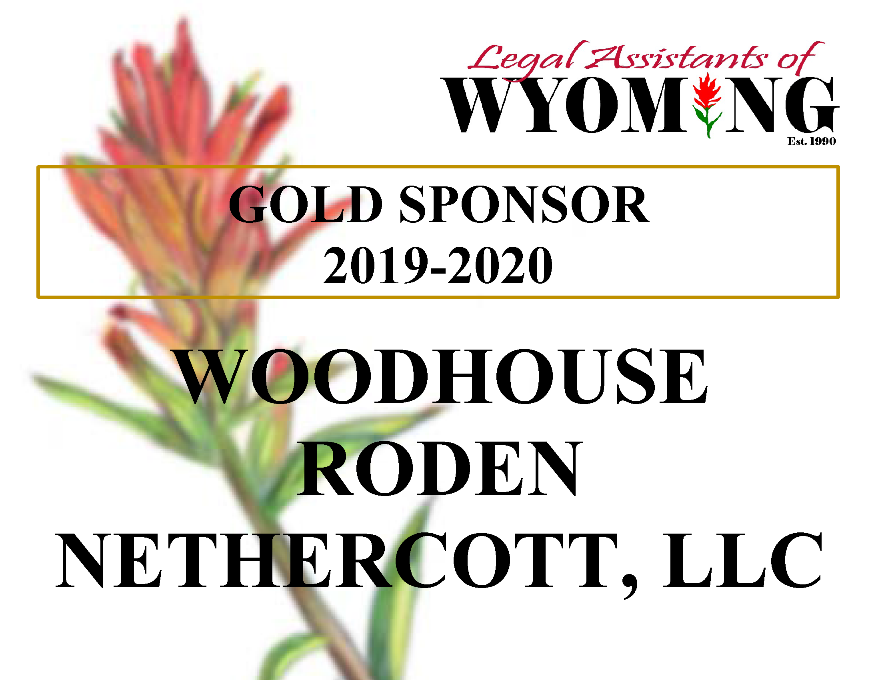 Legal Assistants of
WYOMING
Est. 1990
GOLD SPONSOR
2019-2020
WOODHOUSE
RODEN
NETHERCOTT, LLC